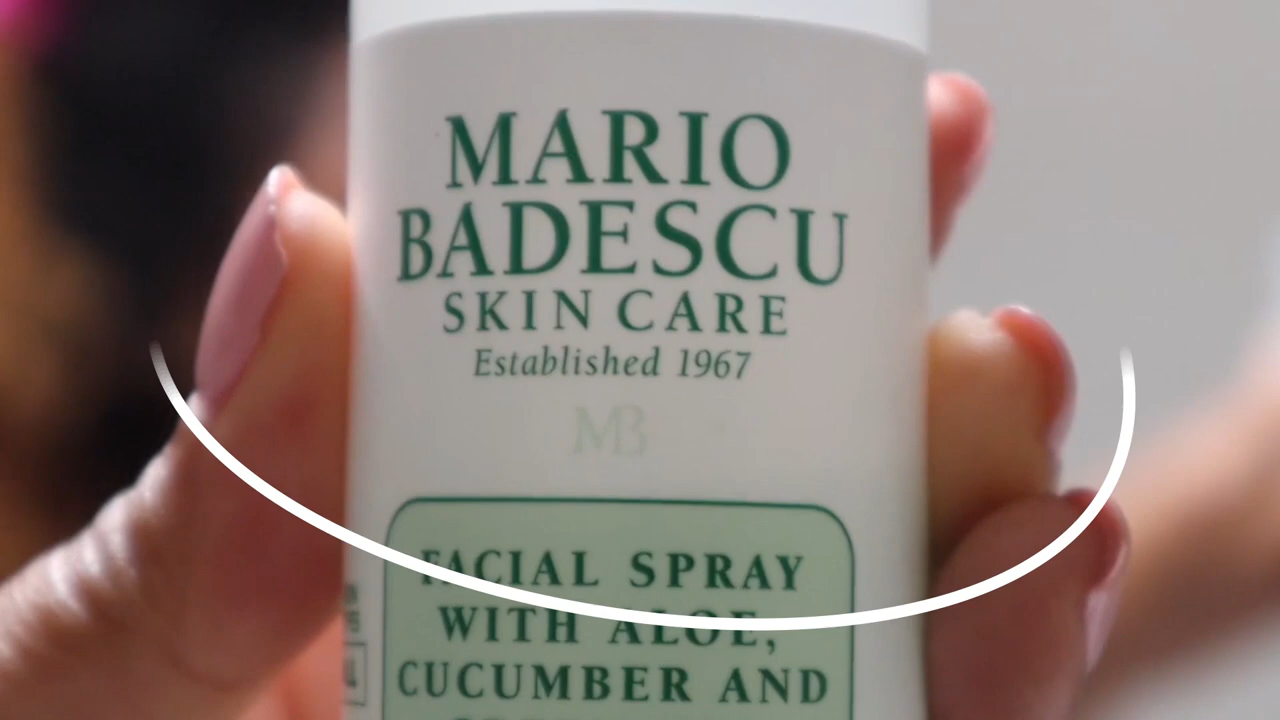 MARIO
BADESCU
SKIN CARE
Established 1967
MB
FACIAL SPRAY
WITH ALOE,
CUCUMBER AND